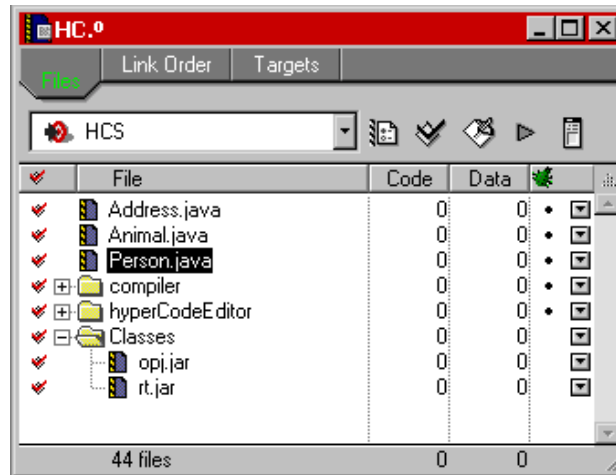 HC.º
Files Link Order Targets
HCS
File Code Data
Address.java 0 0
Animal.java 0 0
Person.java 0 0
compiler 0 0
hyperCodeEditor 0 0
Classes 0 0
opj.jar 0 0
rt.jar 0 0
44 files 0 0